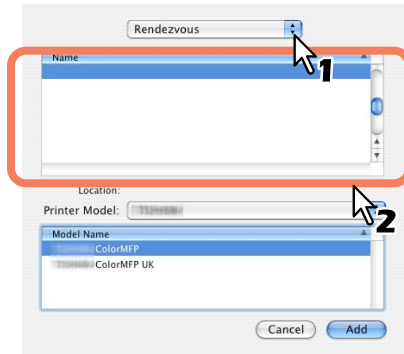 Rendezvous
1
Name
Location:
Printer Model:
2
Model Name
ColorMFP
ColorMFP UK
Cancel Add